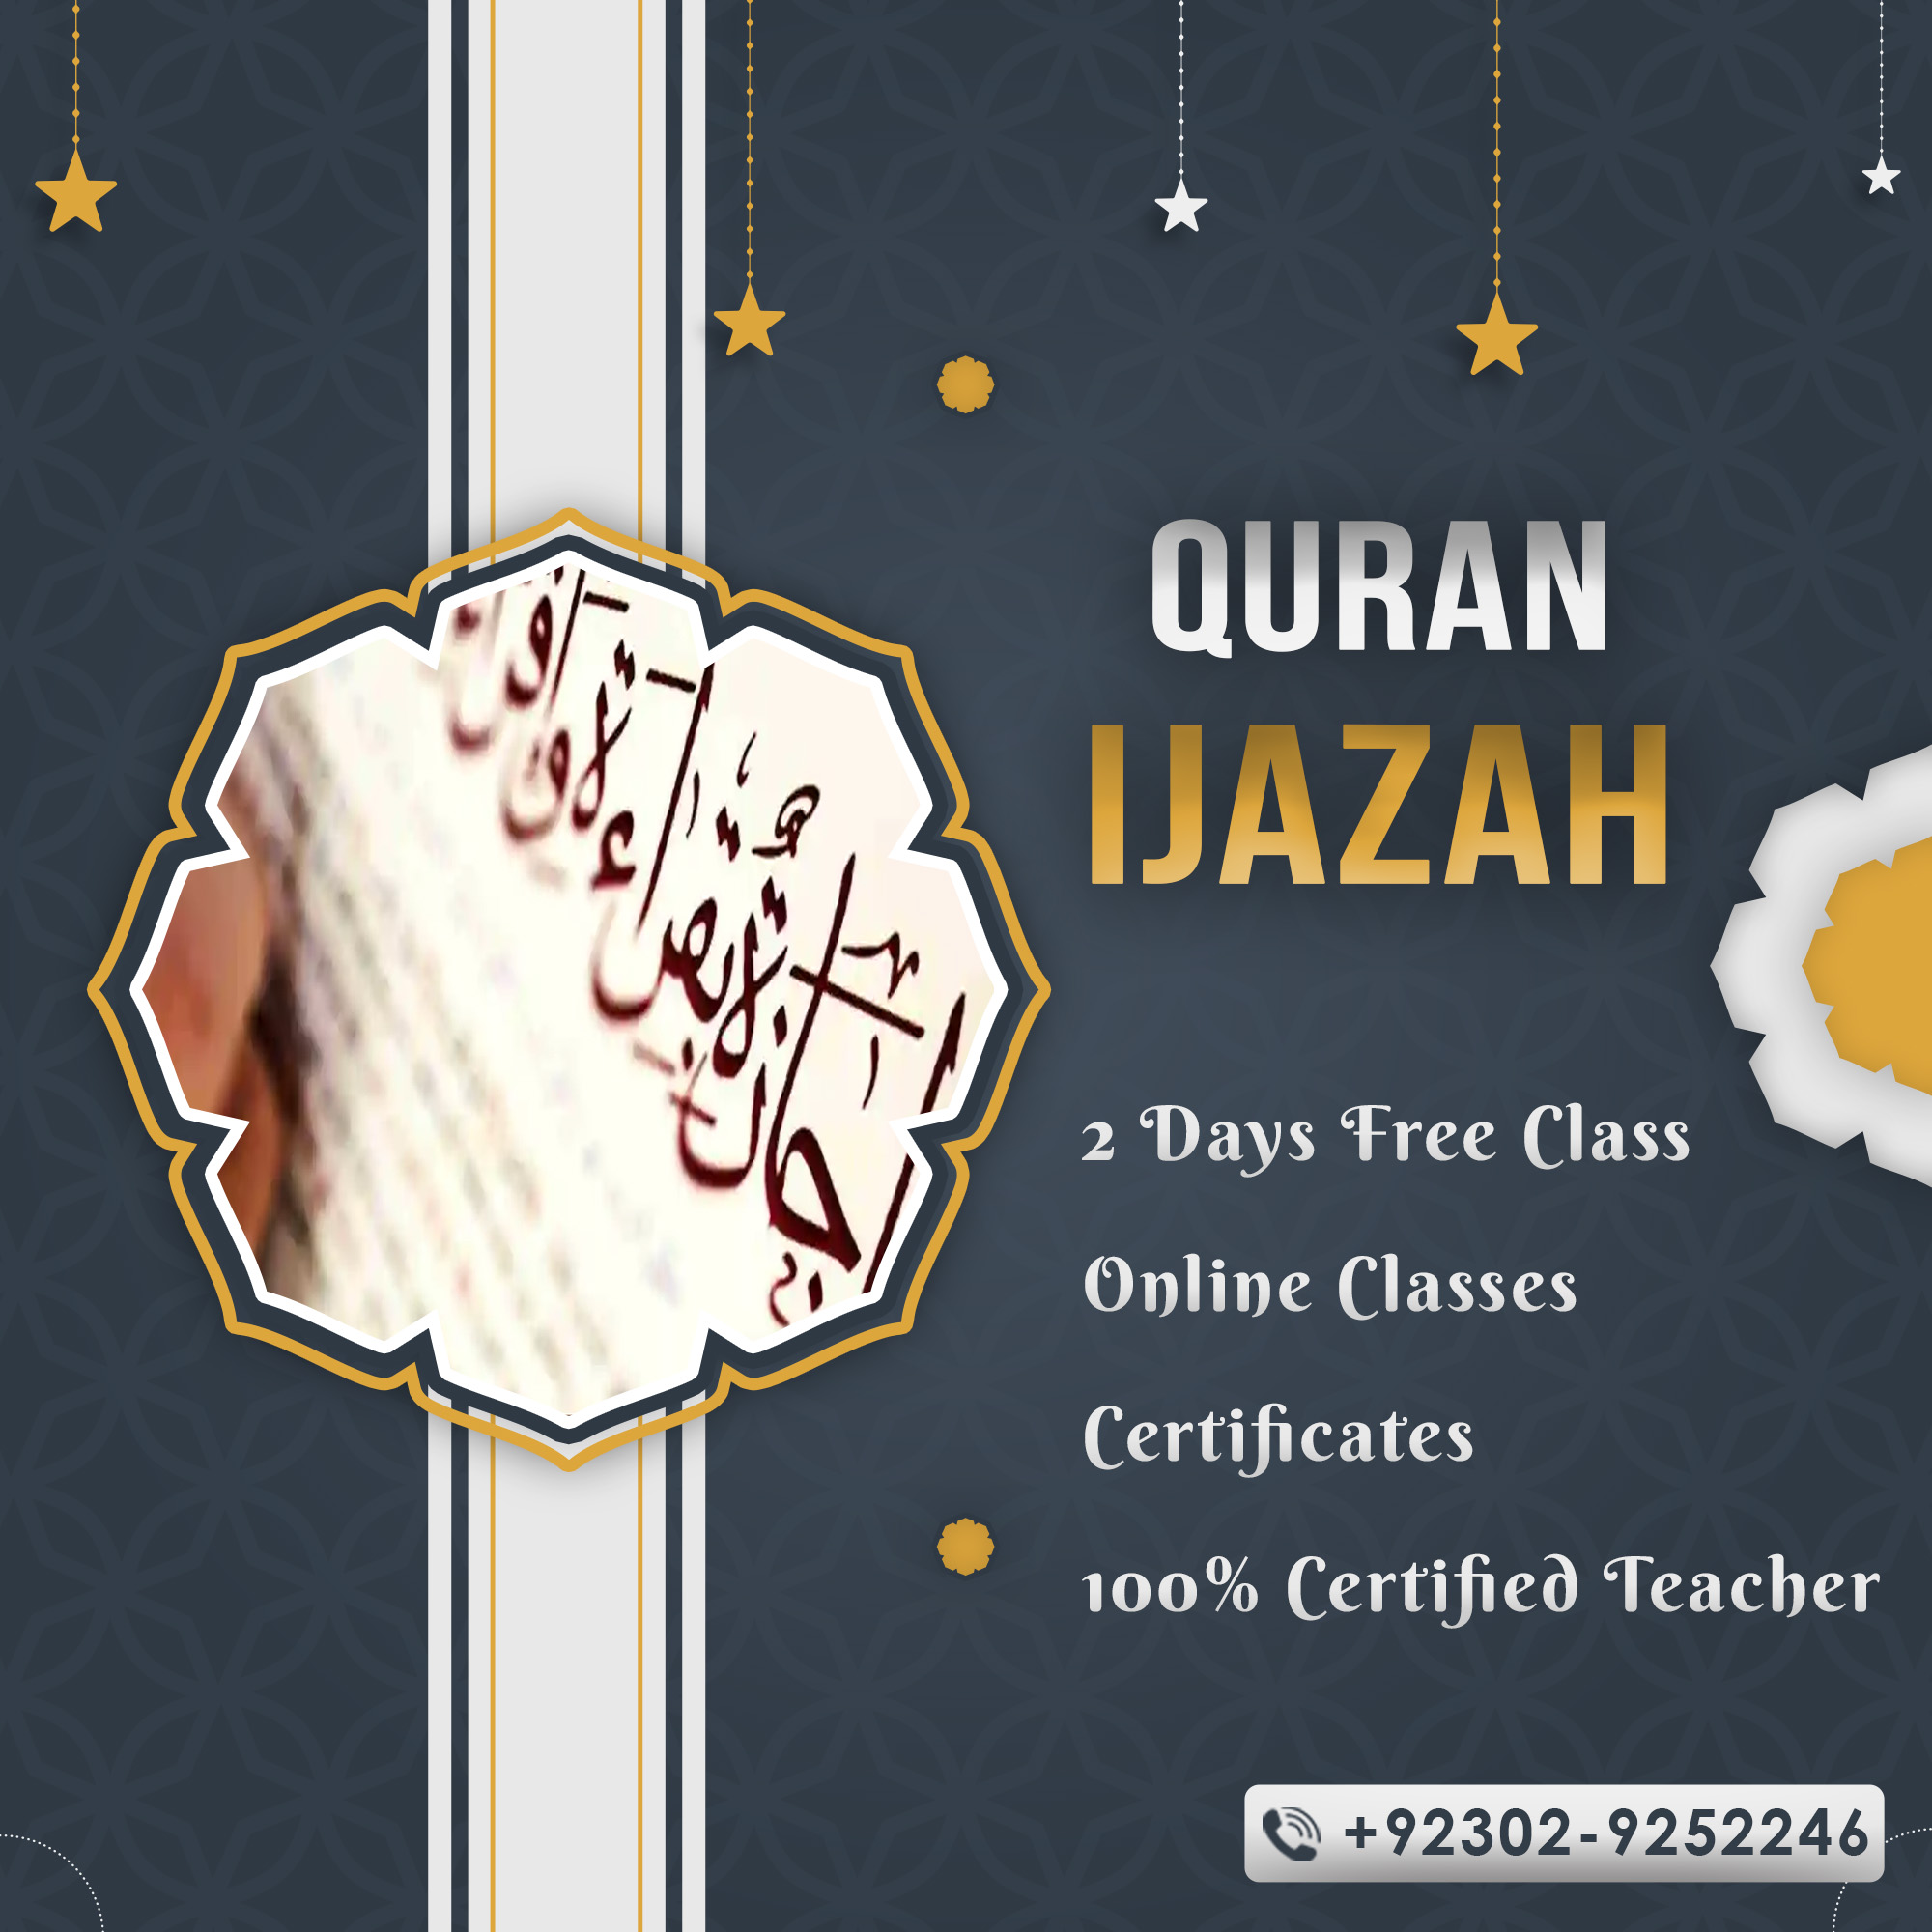 QURAN
IJAZAH
2 Days Free Class
Online Classes
Certificates
100% Certified Teacher
+92302-9252246